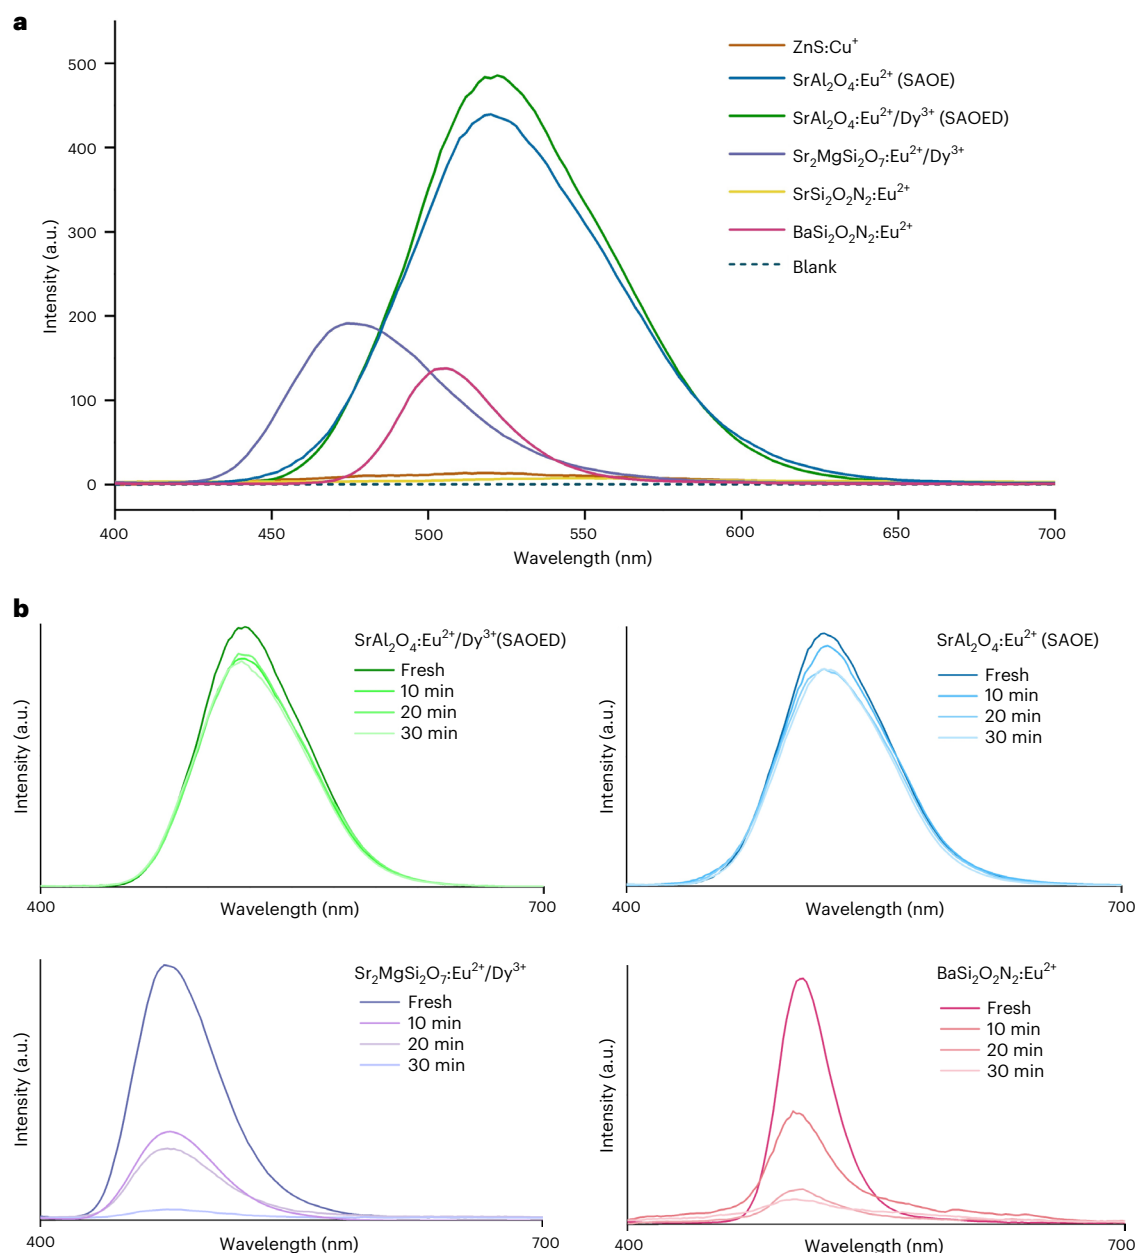 a
500
400
300
200
100
0
Intensity (a.u.)
400 450 500 550 600 650 700
Wavelength (nm)
ZnS:Cu⁺
SrAl₂O₄:Eu²⁺ (SAOE)
SrAl₂O₄:Eu²⁺/Dy³⁺ (SAOED)
Sr₂MgSi₂O₇:Eu²⁺/Dy³⁺
SrSi₂O₂N₂:Eu²⁺
BaSi₂O₂N₂:Eu²⁺
Blank
b
SrAl₂O₄:Eu²⁺/Dy³⁺(SAOED)
Fresh
10 min
20 min
30 min
Intensity (a.u.)
400 700
Wavelength (nm)
SrAl₂O₄:Eu²⁺ (SAOE)
Fresh
10 min
20 min
30 min
Intensity (a.u.)
400 700
Wavelength (nm)
Sr₂MgSi₂O₇:Eu²⁺/Dy³⁺
Fresh
10 min
20 min
30 min
Intensity (a.u.)
400 700
Wavelength (nm)
BaSi₂O₂N₂:Eu²⁺
Fresh
10 min
20 min
30 min
Intensity (a.u.)
400 700
Wavelength (nm)